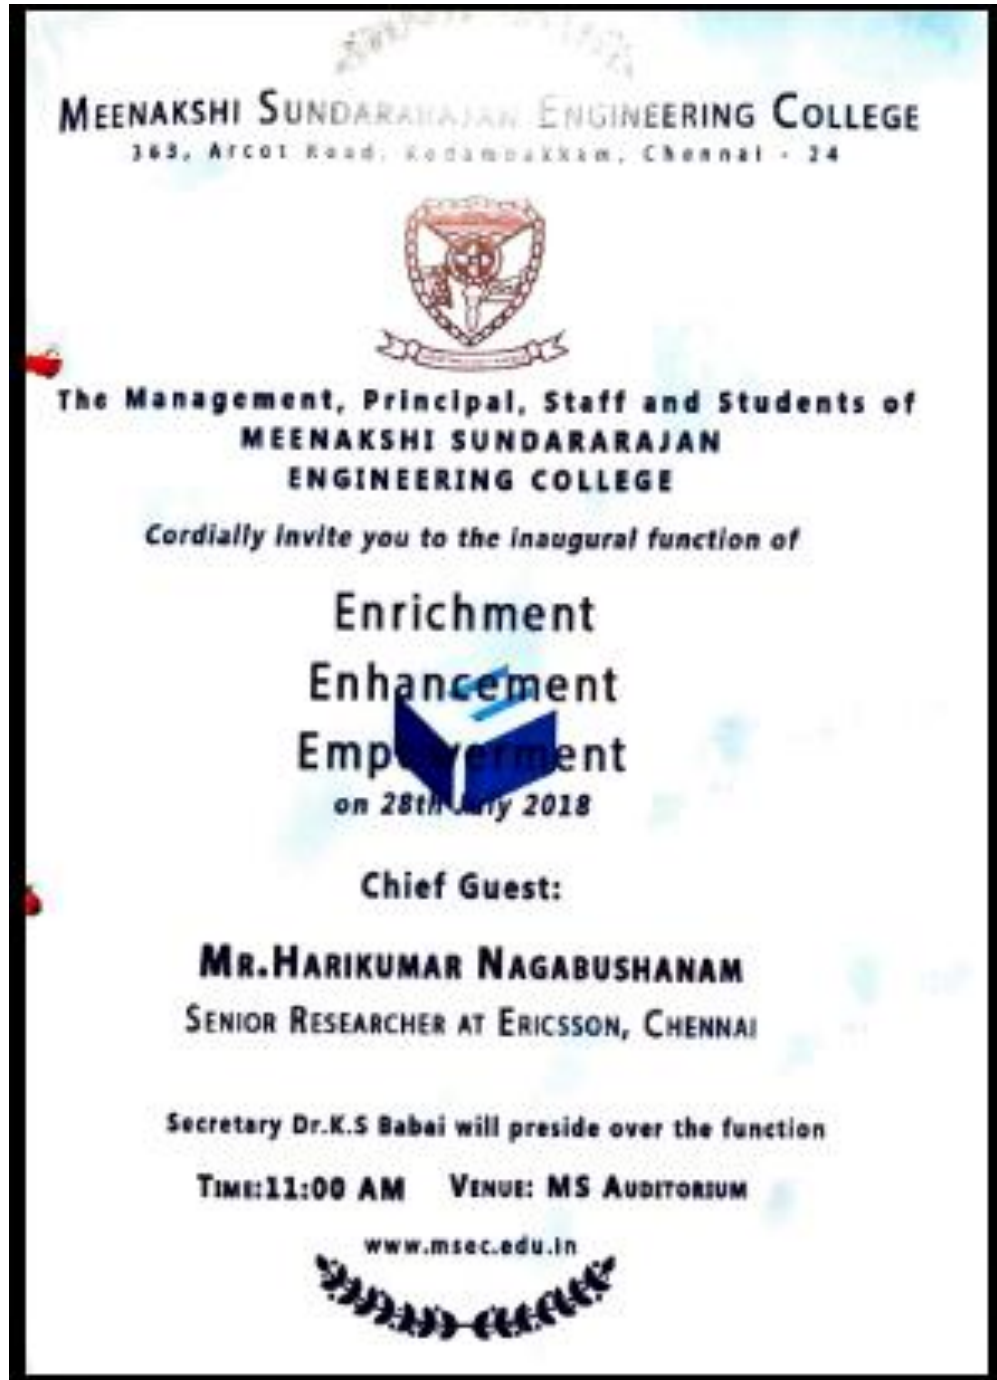 MEENAKSHI SUNDARARAJAN ENGINEERING COLLEGE
363, Arcot Road, Kodambakkam, Chennai - 24
The Management, Principal, Staff and Students of
MEENAKSHI SUNDARARAJAN
ENGINEERING COLLEGE
Cordially invite you to the inaugural function of
Enrichment
Enhancement
Empowerment
on 28th July 2018
Chief Guest:
MR.HARIKUMAR NAGABUSHANAM
SENIOR RESEARCHER AT ERICSSON, CHENNAI
Secretary Dr.K.S Babai will preside over the function
TIME:11:00 AM VENUE: MS AUDITORIUM
www.msec.edu.in